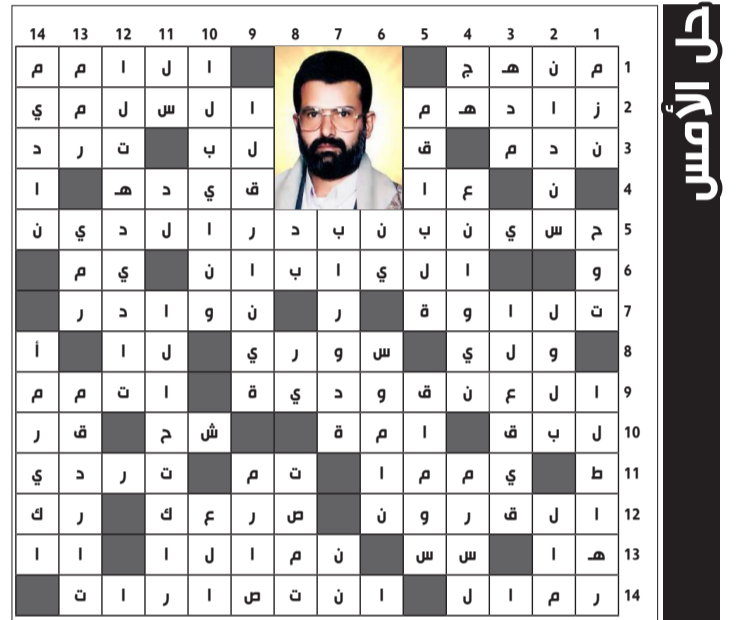 حل الأمس
1 2 3 4 5 6 7 8 9 10 11 12 13 14
1 م ن هـ ج ا ل ا م م
2 ز ا د هـ م ا ل س ل م ي
3 ن د م ق ل ب ت ر د
4 ن ع ا ق ي د هـ ا
5 ح س ي ن ب ن ب د ر ا ل د ي ن
6 و ا ل ي ا ب ا ن ي م
7 ت ل ا و ة ر ن و ا د ر
8 و ل ي س و ر ي ل ا أ
9 ا ل ع ن ق و د ي ة ا ت م م
10 ل ب ق ا م ة ش ح ق ر
11 ط ي م م ا ت م ت ر د ي
12 ا ل ق ر و ن ص ر ع ك ر ك
13 هـ ا س س ن م ا ل ا ا ا
14 ر م ا ل ا ن ت ص ا ر ا ت